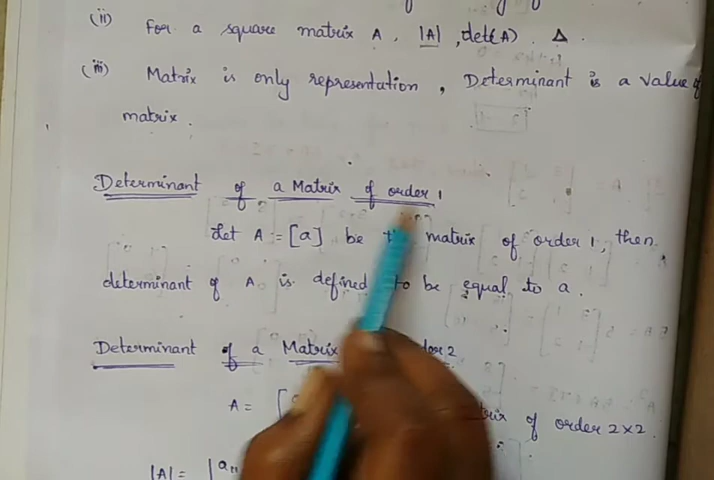 (ii) For a square matrix A, |A|, det(A) Δ.
(iii) Matrix is only representation, Determinant is a value of
matrix.
Determinant of a Matrix of order 1
Let A = [a] be matrix of order 1, then
determinant of A is defined to be equal to a.
Determinant of a Matrix 2
A = [ of order 2×2.
|A| = | a₁₁